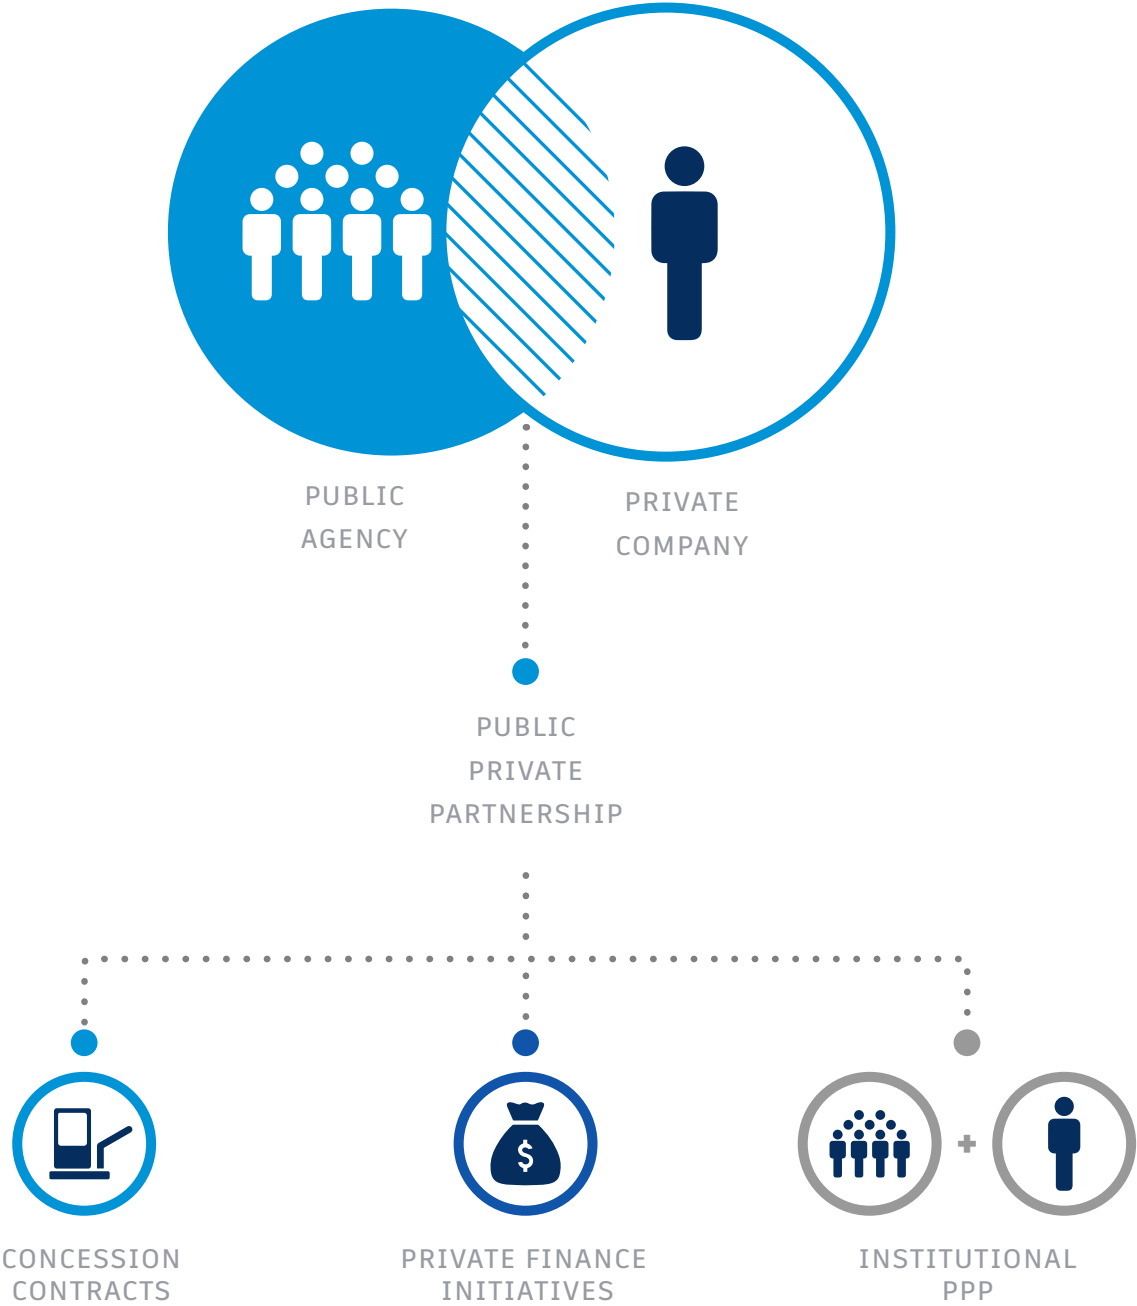 PUBLIC
AGENCY
PRIVATE
COMPANY
PUBLIC
PRIVATE
PARTNERSHIP
$
CONCESSION
CONTRACTS
PRIVATE FINANCE
INITIATIVES
+
INSTITUTIONAL
PPP